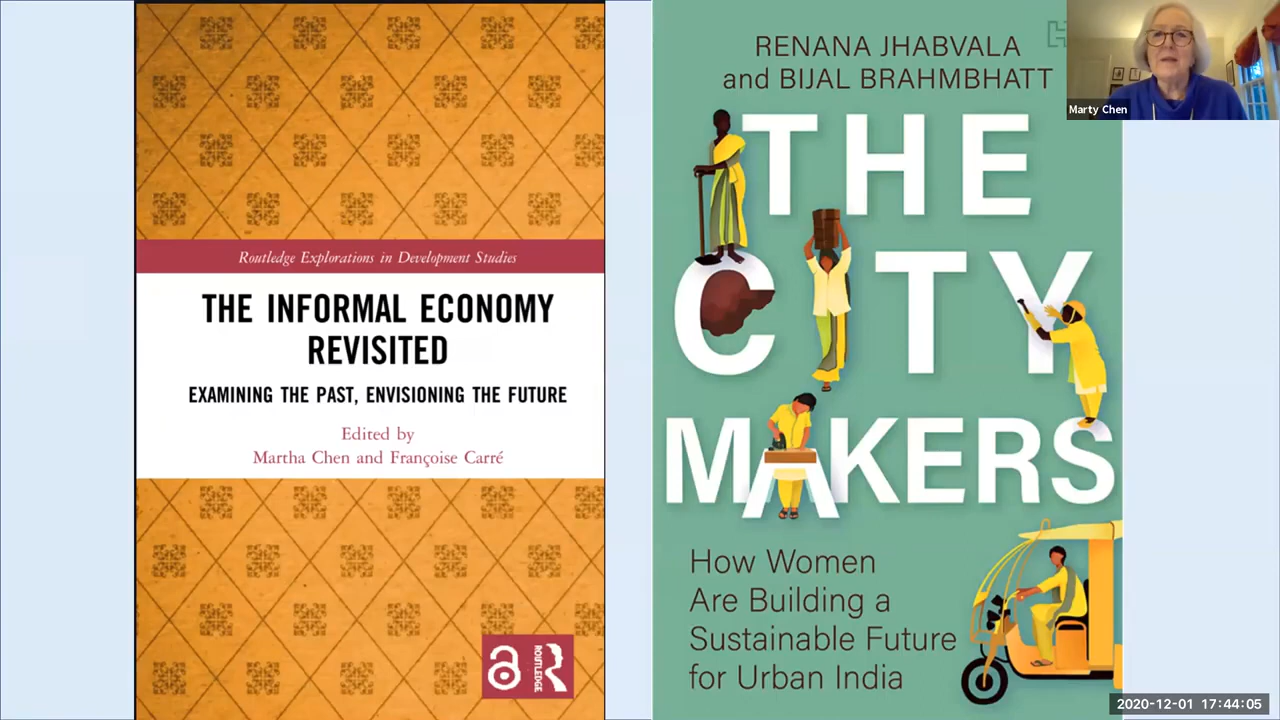 Routledge Explorations in Development Studies
THE INFORMAL ECONOMY
REVISITED
EXAMINING THE PAST, ENVISIONING THE FUTURE
Edited by
Martha Chen and Françoise Carré
ROUTLEDGE
RENANA JHABVALA
and BIJAL BRAHMBHATT
THE
CITY
MAKERS
How Women
Are Building a
Sustainable Future
for Urban India
Marty Chen
2020-12-01 17:44:05